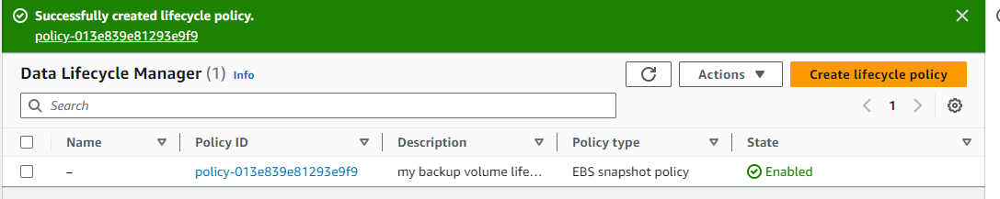 Successfully created lifecycle policy.
policy-013e839e81293e9f9
Data Lifecycle Manager (1) Info Actions Create lifecycle policy
Search 1
Name Policy ID Description Policy type State
– policy-013e839e81293e9f9 my backup volume life... EBS snapshot policy Enabled